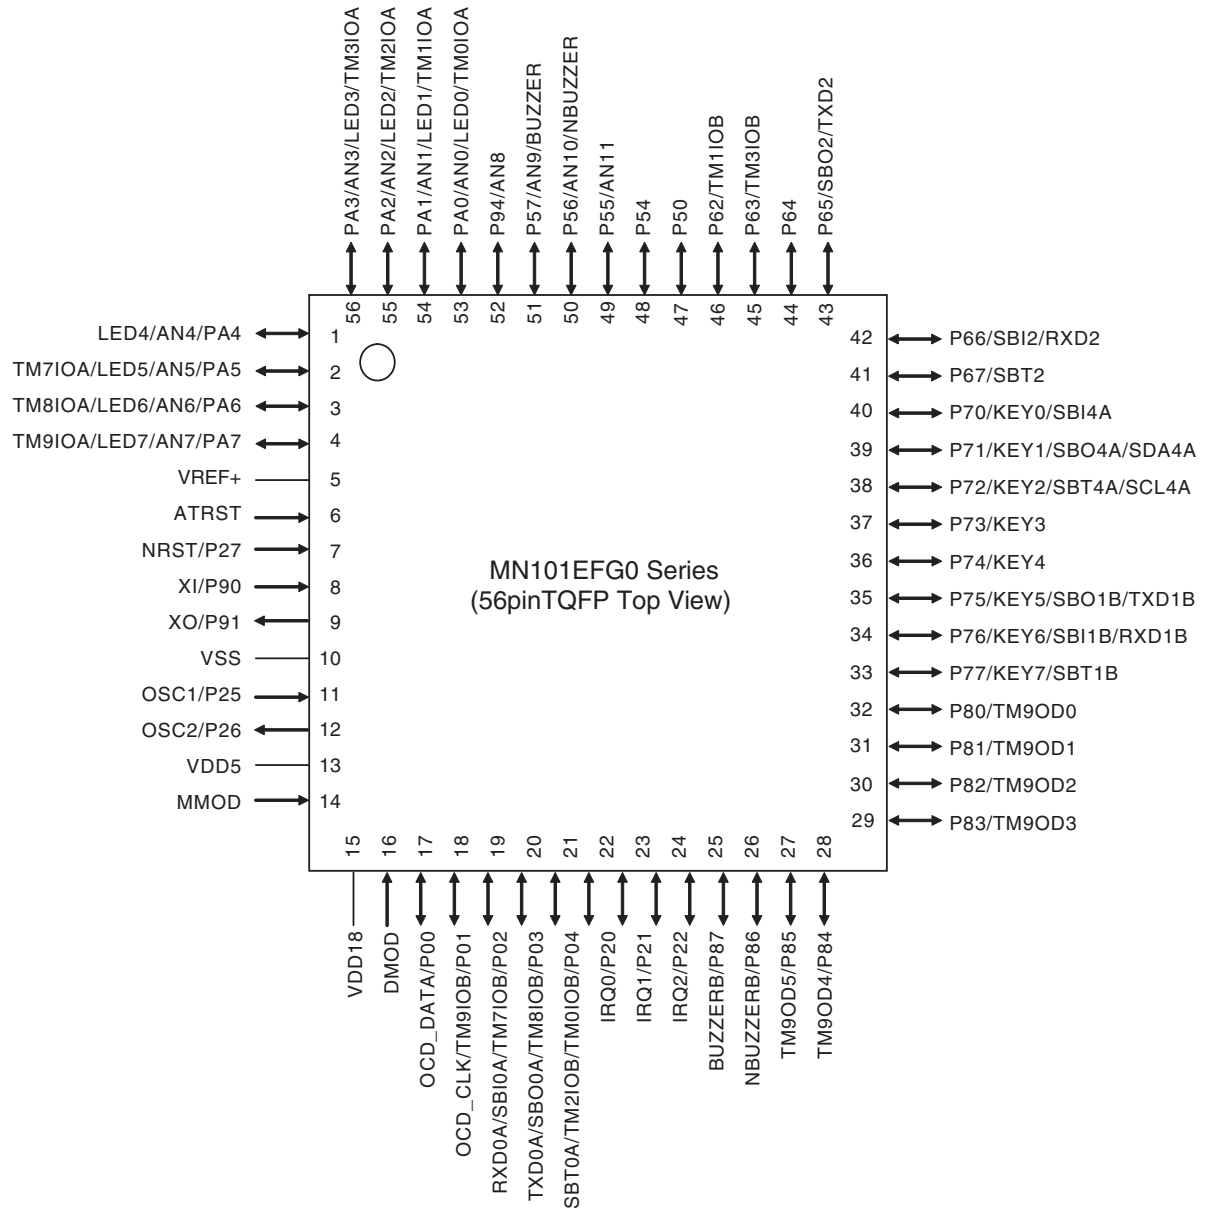 PA3/AN3/LED3/TM3IOA
PA2/AN2/LED2/TM2IOA
PA1/AN1/LED1/TM1IOA
PA0/AN0/LED0/TM0IOA
P94/AN8
P57/AN9/BUZZER
P56/AN10/NBUZZER
P55/AN11
P54
P50
P62/TM1IOB
P63/TM3IOB
P64
P65/SBO2/TXD2
56
55
54
53
52
51
50
49
48
47
46
45
44
43
LED4/AN4/PA4 1
TM7IOA/LED5/AN5/PA5 2
TM8IOA/LED6/AN6/PA6 3
TM9IOA/LED7/AN7/PA7 4
VREF+ 5
ATRST 6
NRST/P27 7
XI/P90 8
XO/P91 9
VSS 10
OSC1/P25 11
OSC2/P26 12
VDD5 13
MMOD 14
MN101EFG0 Series
(56pinTQFP Top View)
42 P66/SBI2/RXD2
41 P67/SBT2
40 P70/KEY0/SBI4A
39 P71/KEY1/SBO4A/SDA4A
38 P72/KEY2/SBT4A/SCL4A
37 P73/KEY3
36 P74/KEY4
35 P75/KEY5/SBO1B/TXD1B
34 P76/KEY6/SBI1B/RXD1B
33 P77/KEY7/SBT1B
32 P80/TM9OD0
31 P81/TM9OD1
30 P82/TM9OD2
29 P83/TM9OD3
15
16
17
18
19
20
21
22
23
24
25
26
27
28
VDD18
DMOD
OCD_DATA/P00
OCD_CLK/TM9IOB/P01
RXD0A/SBI0A/TM7IOB/P02
TXD0A/SBO0A/TM8IOB/P03
SBT0A/TM2IOB/TM0IOB/P04
IRQ0/P20
IRQ1/P21
IRQ2/P22
BUZZERB/P87
NBUZZERB/P86
TM9OD5/P85
TM9OD4/P84